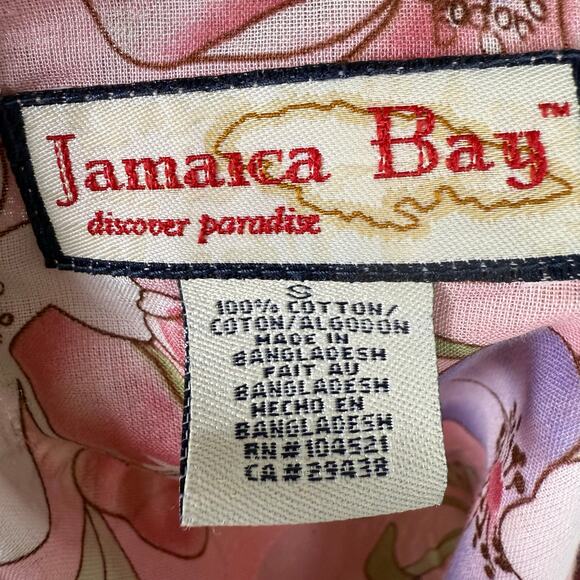 Jamaica Bay™
discover paradise
S
100% COTTON/
COTON/ALGODON
MADE IN
BANGLADESH
FAIT AU
BANGLADESH
HECHO EN
BANGLADESH
RN# 104521
CA# 29438